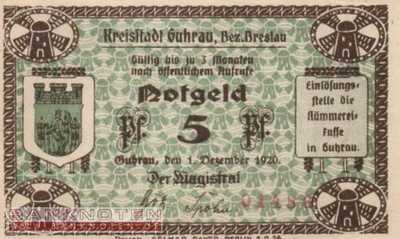 Kreisstadt Guhrau, Bez. Breslau
Gültig bis zu 3 Monaten
nach öffentlichem Aufrufe
Notgeld
Pf. 5 Pf.
Guhrau, den 1. Dezember 1920.
Der Magistrat
Einlösungs-
stelle die
Kämmerei-
kasse
in Guhrau.
BANKNOTEN